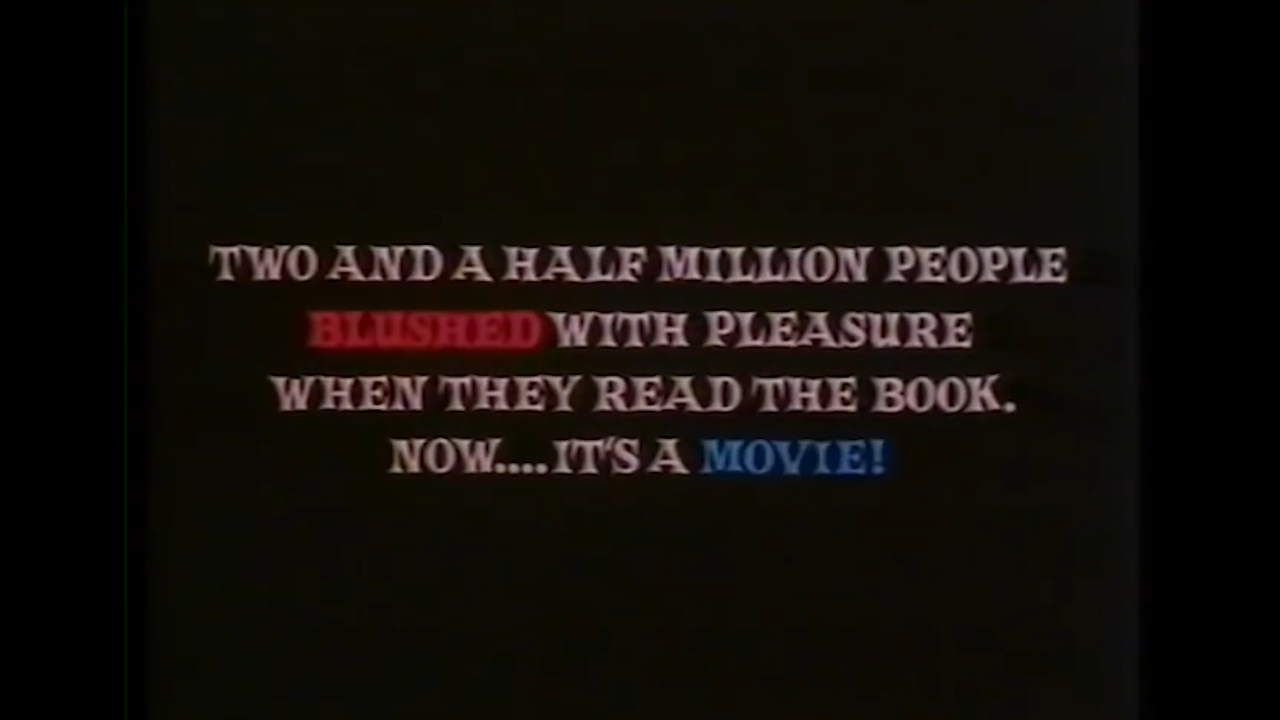 TWO AND A HALF MILLION PEOPLE
BLUSHED WITH PLEASURE
WHEN THEY READ THE BOOK.
NOW....IT'S A MOVIE!